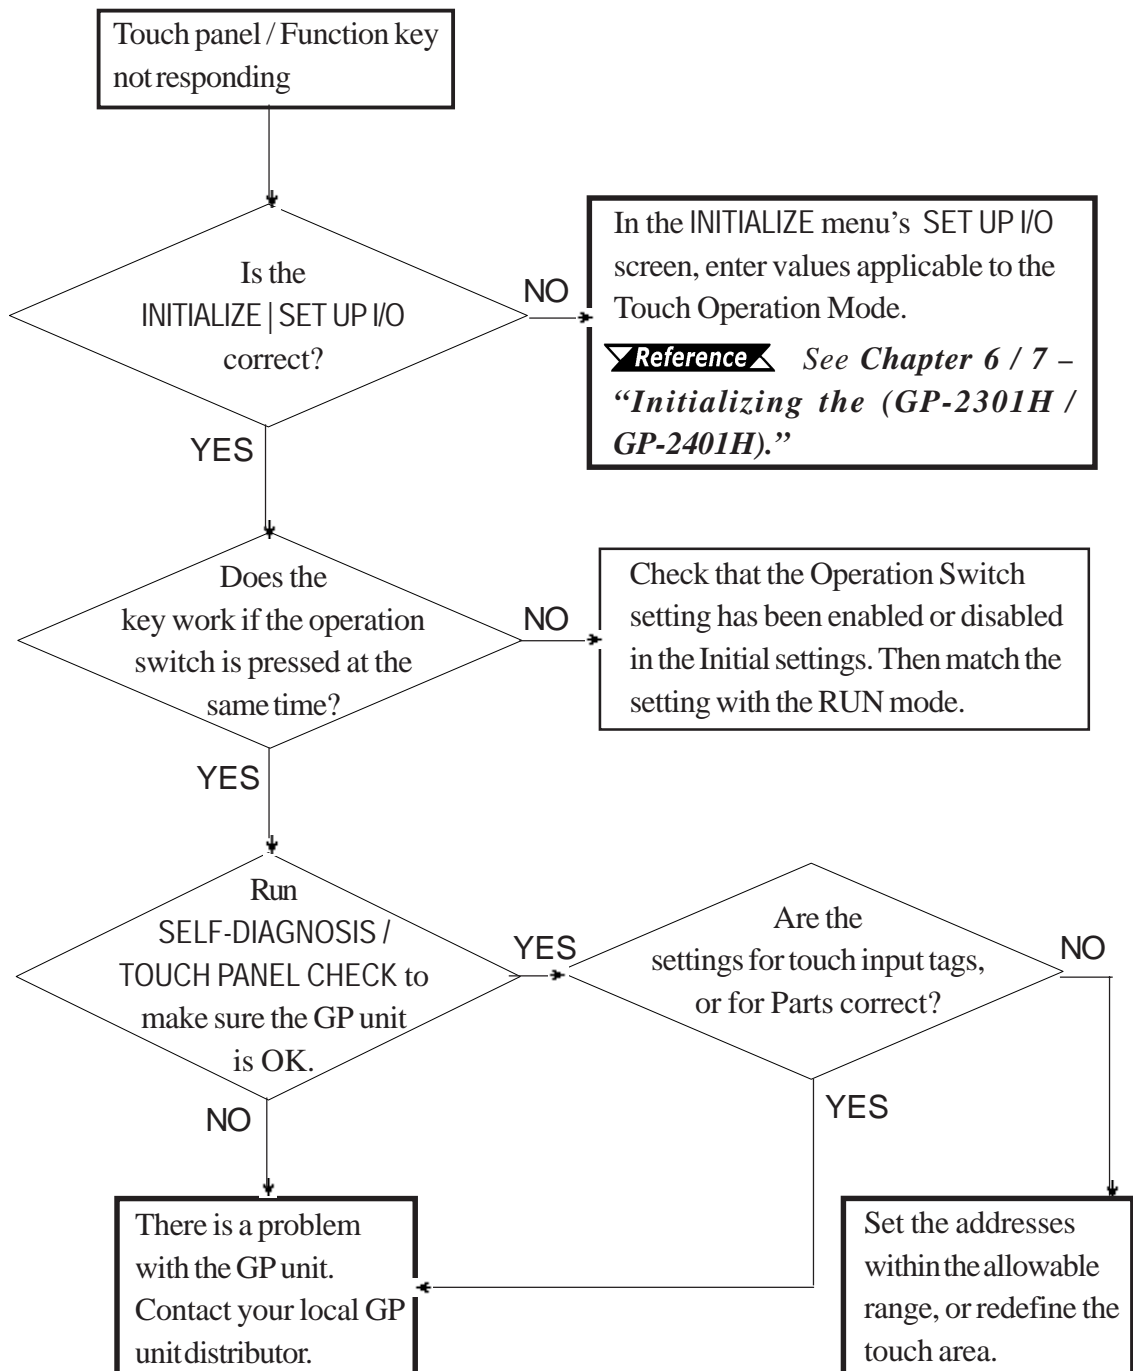 Touch panel / Function key
not responding
Is the
INITIALIZE | SET UP I/O
correct?
NO
In the INITIALIZE menu's SET UP I/O
screen, enter values applicable to the
Touch Operation Mode.
Reference See Chapter 6 / 7 –
“Initializing the (GP-2301H /
GP-2401H).”
YES
Does the
key work if the operation
switch is pressed at the
same time?
NO
Check that the Operation Switch
setting has been enabled or disabled
in the Initial settings. Then match the
setting with the RUN mode.
YES
Run
SELF-DIAGNOSIS /
TOUCH PANEL CHECK to
make sure the GP unit
is OK.
YES
Are the
settings for touch input tags,
or for Parts correct?
NO
NO
YES
There is a problem
with the GP unit.
Contact your local GP
unit distributor.
Set the addresses
within the allowable
range, or redefine the
touch area.